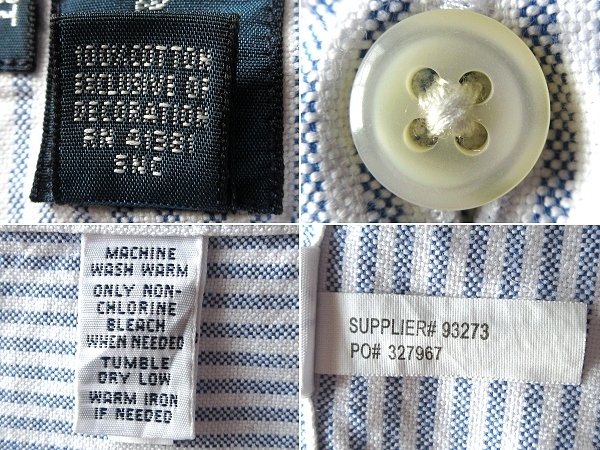 100% COTTON
EXCLUSIVE OF
DECORATION
RN 41381
SNC
MACHINE
WASH WARM
ONLY NON-
CHLORINE
BLEACH
WHEN NEEDED
TUMBLE
DRY LOW
WARM IRON
IF NEEDED
SUPPLIER# 93273
PO# 327967